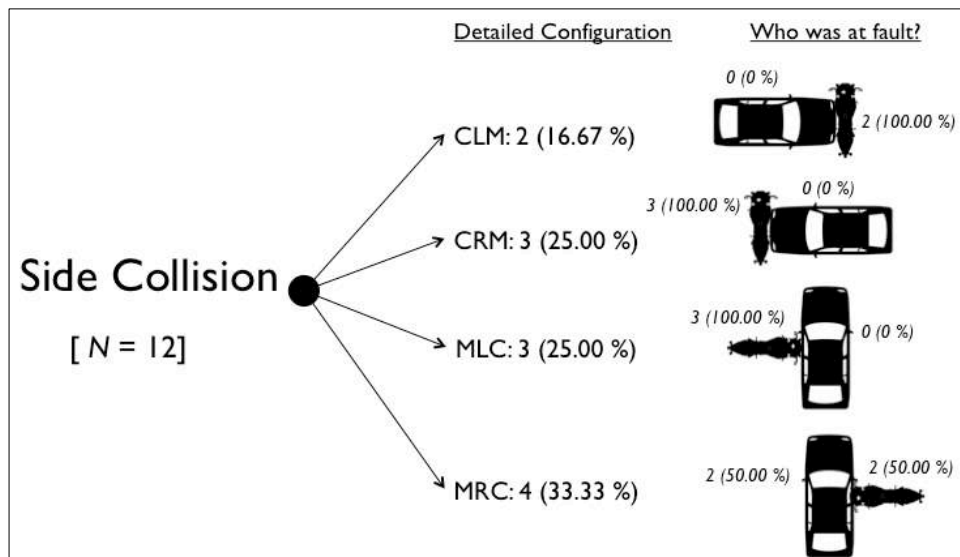 Detailed Configuration
Who was at fault?
0 (0 %)
CLM: 2 (16.67 %)
2 (100.00 %)
0 (0 %)
3 (100.00 %)
CRM: 3 (25.00 %)
Side Collision
[ N = 12]
3 (100.00 %)
0 (0 %)
MLC: 3 (25.00 %)
2 (50.00 %)
2 (50.00 %)
MRC: 4 (33.33 %)